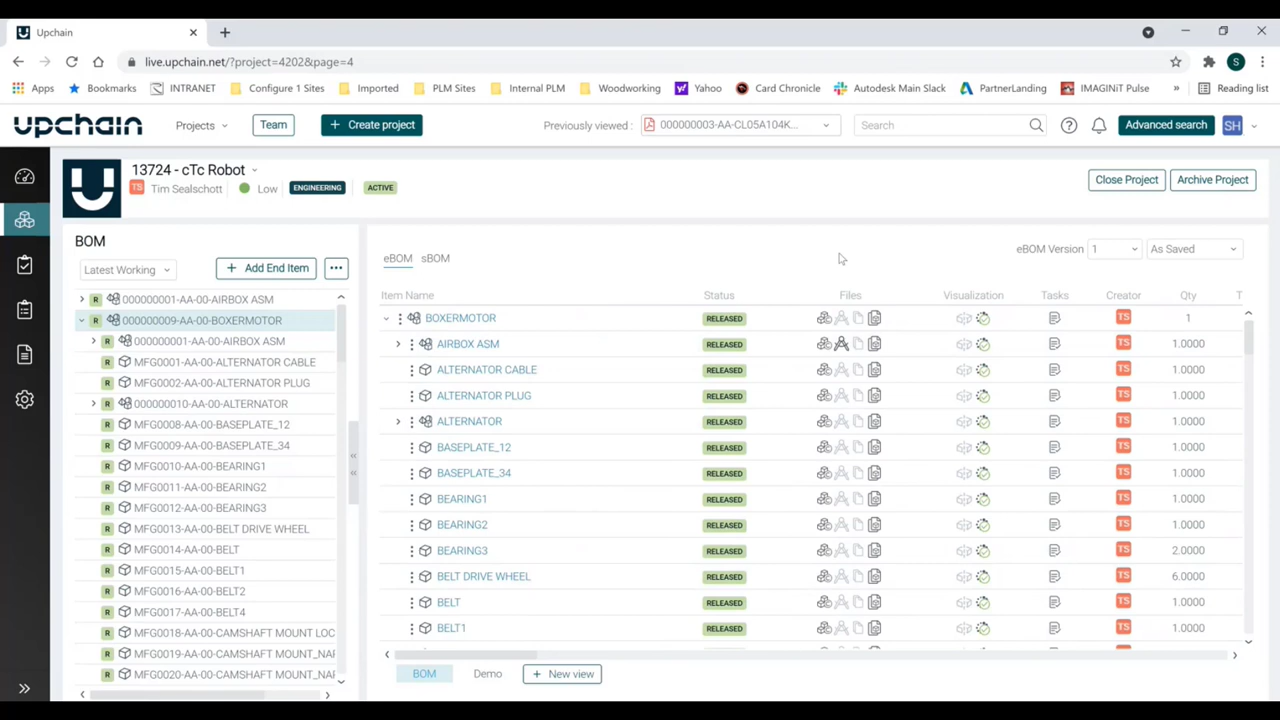 Upchain
live.upchain.net/?project=4202&page=4
S
Apps Bookmarks INTRANET Configure 1 Sites Imported PLM Sites Internal PLM Woodworking Yahoo Card Chronicle Autodesk Main Slack PartnerLanding IMAGINiT Pulse » Reading list
upchain Projects Team + Create project Previously viewed : 000000003-AA-CL05A104K... Search Advanced search SH
13724 - cTc Robot
TS Tim Sealschott Low ENGINEERING ACTIVE
Close Project Archive Project
BOM
Latest Working + Add End Item •••
R 000000001-AA-00-AIRBOX ASM
R 000000009-AA-00-BOXERMOTOR
R 000000001-AA-00-AIRBOX ASM
R MFG0001-AA-00-ALTERNATOR CABLE
R MFG0002-AA-00-ALTERNATOR PLUG
R 000000010-AA-00-ALTERNATOR
R MFG0008-AA-00-BASEPLATE_12
R MFG0009-AA-00-BASEPLATE_34
R MFG0010-AA-00-BEARING1
R MFG0011-AA-00-BEARING2
R MFG0012-AA-00-BEARING3
R MFG0013-AA-00-BELT DRIVE WHEEL
R MFG0014-AA-00-BELT
R MFG0015-AA-00-BELT1
R MFG0016-AA-00-BELT2
R MFG0017-AA-00-BELT4
R MFG0018-AA-00-CAMSHAFT MOUNT LOC
R MFG0019-AA-00-CAMSHAFT MOUNT_NAR
R MFG0020-AA-00-CAMSHAFT MOUNT_NAR
eBOM sBOM eBOM Version 1 As Saved
Item Name Status Files Visualization Tasks Creator Qty T
BOXERMOTOR RELEASED TS 1
AIRBOX ASM RELEASED TS 1.0000
ALTERNATOR CABLE RELEASED TS 1.0000
ALTERNATOR PLUG RELEASED TS 1.0000
ALTERNATOR RELEASED TS 1.0000
BASEPLATE_12 RELEASED TS 1.0000
BASEPLATE_34 RELEASED TS 1.0000
BEARING1 RELEASED TS 1.0000
BEARING2 RELEASED TS 1.0000
BEARING3 RELEASED TS 2.0000
BELT DRIVE WHEEL RELEASED TS 6.0000
BELT RELEASED TS 1.0000
BELT1 RELEASED TS 1.0000
BOM Demo + New view